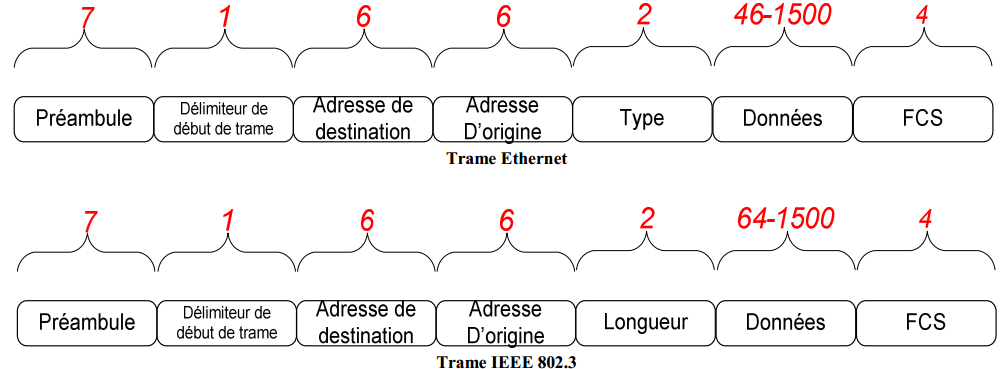 7 1 6 6 2 46-1500 4
Préambule
Délimiteur de
début de trame
Adresse de
destination
Adresse
D'origine
Type
Données
FCS
Trame Ethernet
7 1 6 6 2 64-1500 4
Préambule
Délimiteur de
début de trame
Adresse de
destination
Adresse
D'origine
Longueur
Données
FCS
Trame IEEE 802.3